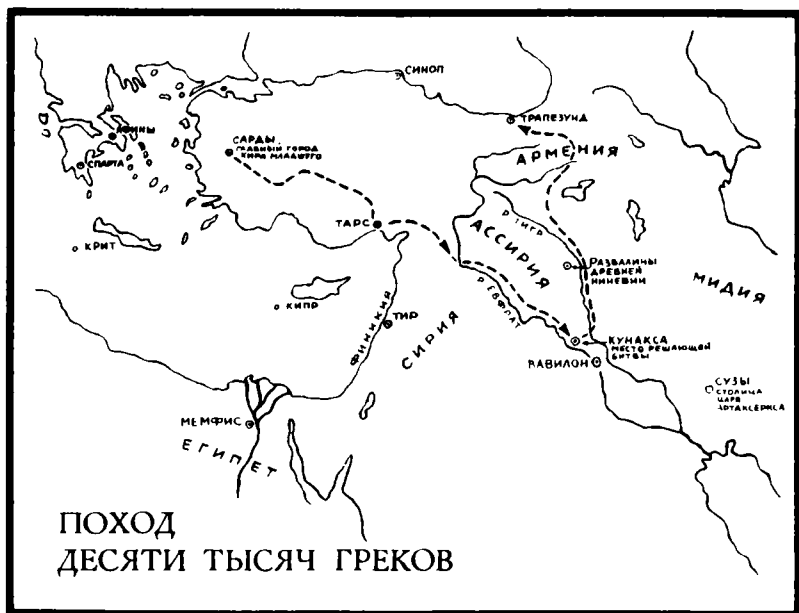 СИНОП
ТРАПЕЗУНД
АФИНЫ
СПАРТА
САРДЫ,
ГЛАВНЫЙ ГОРОД
КИРА МЛАДШЕГО
АРМЕНИЯ
ТАРС
КРИТ
Р. ТИГР
АССИРИЯ
РАЗВАЛИНЫ
ДРЕВНЕЙ
НИНЕВИИ
МИДИЯ
КИПР
ФИНИКИЯ
ТИР
СИРИЯ
Р. ЕВФРАТ
КУНАКСА
МЕСТО РЕШАЮЩЕЙ
БИТВЫ
ВАВИЛОН
СУЗЫ
СТОЛИЦА
ЦАРЯ
АРТАКСЕРКСА
МЕМФИС
ЕГИПЕТ
ПОХОД
ДЕСЯТИ ТЫСЯЧ ГРЕКОВ